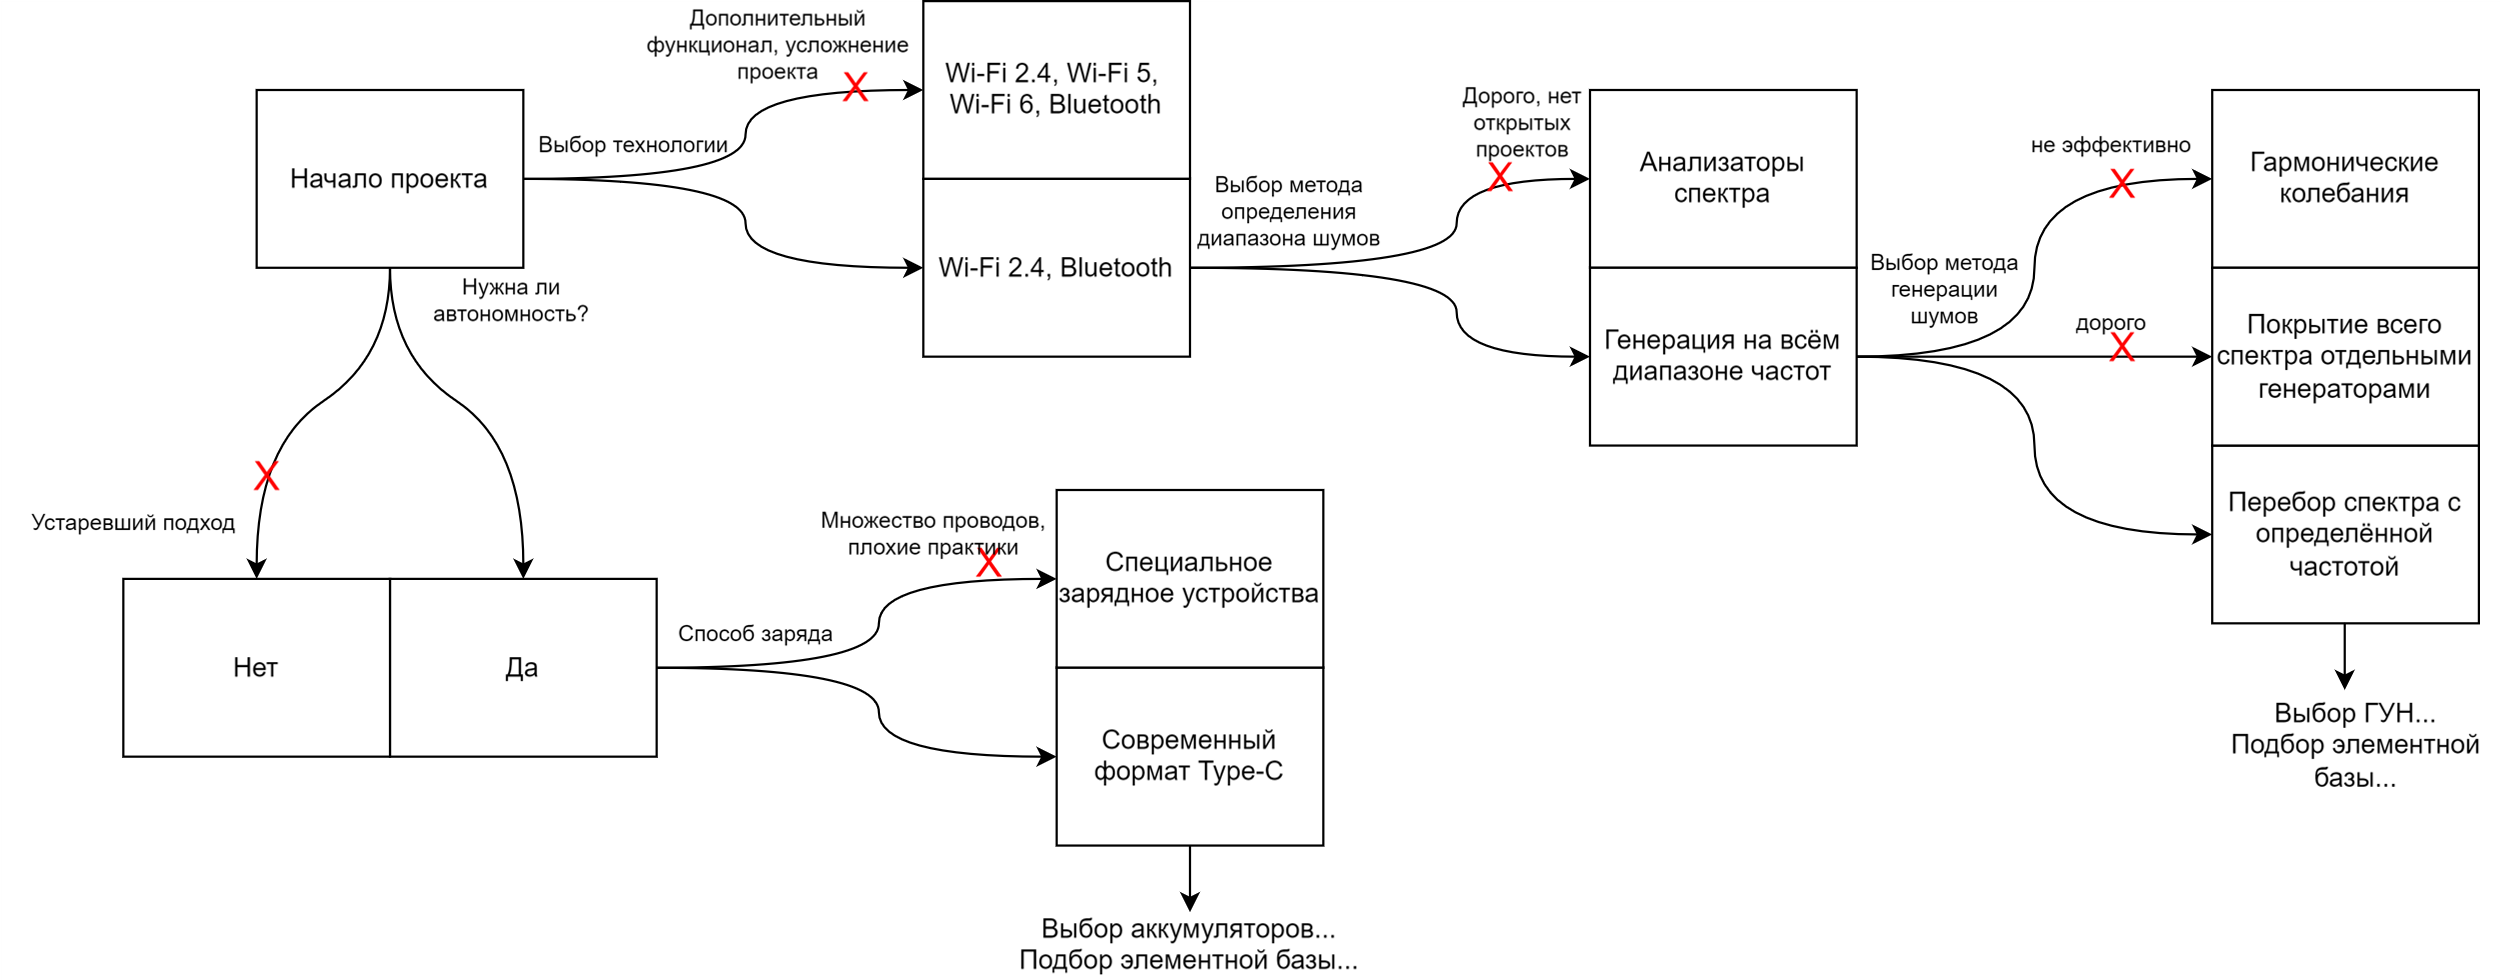 Дополнительный
функционал, усложнение
проекта
X
Wi-Fi 2.4, Wi-Fi 5,
Wi-Fi 6, Bluetooth
Начало проекта
Выбор технологии
Wi-Fi 2.4, Bluetooth
Выбор метода
определения
диапазона шумов
Дорого, нет
открытых
проектов
X
Анализаторы
спектра
Генерация на всём
диапазоне частот
Выбор метода
генерации
шумов
не эффективно
X
Гармонические
колебания
дорого
X
Покрытие всего
спектра отдельными
генераторами
Перебор спектра с
определённой
частотой
Выбор ГУН...
Подбор элементной
базы...
Нужна ли
автономность?
X
Устаревший подход
Нет
Да
Способ заряда
Множество проводов,
плохие практики
X
Специальное
зарядное устройства
Современный
формат Type-C
Выбор аккумуляторов...
Подбор элементной базы...